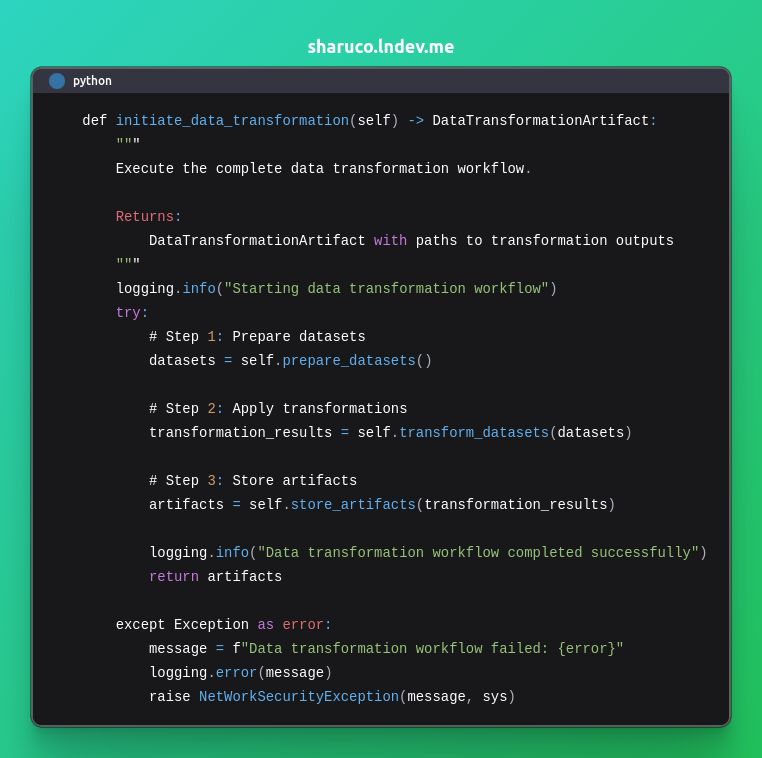 sharuco.lndev.me
python
def initiate_data_transformation(self) -> DataTransformationArtifact:
"""
Execute the complete data transformation workflow.
Returns:
DataTransformationArtifact with paths to transformation outputs
"""
logging.info("Starting data transformation workflow")
try:
# Step 1: Prepare datasets
datasets = self.prepare_datasets()
# Step 2: Apply transformations
transformation_results = self.transform_datasets(datasets)
# Step 3: Store artifacts
artifacts = self.store_artifacts(transformation_results)
logging.info("Data transformation workflow completed successfully")
return artifacts
except Exception as error:
message = f"Data transformation workflow failed: {error}"
logging.error(message)
raise NetWorkSecurityException(message, sys)